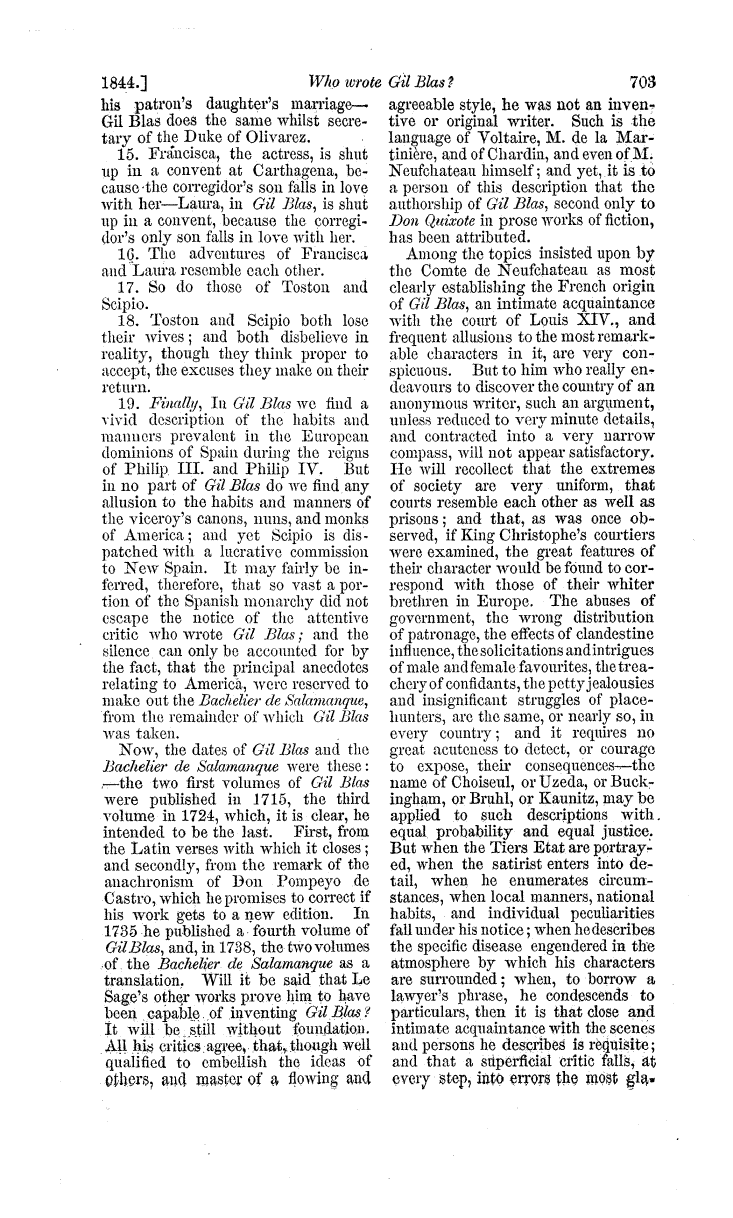 1844.] Who wrote Gil Blas? 703
his patron's daughter's marriage—
Gil Blas does the same whilst secre-
tary of the Duke of Olivarez.
15. Francisca, the actress, is shut
up in a convent at Carthagena, be-
cause the corregidor's son falls in love
with her—Laura, in Gil Blas, is shut
up in a convent, because the corregi-
dor's only son falls in love with her.
16. The adventures of Francisca
and Laura resemble each other.
17. So do those of Toston and
Scipio.
18. Toston and Scipio both lose
their wives; and both disbelieve in
reality, though they think proper to
accept, the excuses they make on their
return.
19. Finally, In Gil Blas we find a
vivid description of the habits and
manners prevalent in the European
dominions of Spain during the reigns
of Philip III. and Philip IV. But
in no part of Gil Blas do we find any
allusion to the habits and manners of
the viceroy's canons, nuns, and monks
of America; and yet Scipio is dis-
patched with a lucrative commission
to New Spain. It may fairly be in-
ferred, therefore, that so vast a por-
tion of the Spanish monarchy did not
escape the notice of the attentive
critic who wrote Gil Blas; and the
silence can only be accounted for by
the fact, that the principal anecdotes
relating to America, were reserved to
make out the Bachelier de Salamanque,
from the remainder of which Gil Blas
was taken.
Now, the dates of Gil Blas and the
Bachelier de Salamanque were these:
—the two first volumes of Gil Blas
were published in 1715, the third
volume in 1724, which, it is clear, he
intended to be the last. First, from
the Latin verses with which it closes;
and secondly, from the remark of the
anachronism of Don Pompeyo de
Castro, which he promises to correct if
his work gets to a new edition. In
1735 he published a fourth volume of
Gil Blas, and, in 1738, the two volumes
of the Bachelier de Salamanque as a
translation. Will it be said that Le
Sage's other works prove him to have
been capable of inventing Gil Blas?
It will be still without foundation.
All his critics agree, that, though well
qualified to embellish the ideas of
others, and master of a flowing and
agreeable style, he was not an inven-
tive or original writer. Such is the
language of Voltaire, M. de la Mar-
tinière, and of Chardin, and even of M.
Neufchateau himself; and yet, it is to
a person of this description that the
authorship of Gil Blas, second only to
Don Quixote in prose works of fiction,
has been attributed.
Among the topics insisted upon by
the Comte de Neufchateau as most
clearly establishing the French origin
of Gil Blas, an intimate acquaintance
with the court of Louis XIV., and
frequent allusions to the most remark-
able characters in it, are very con-
spicuous. But to him who really en-
deavours to discover the country of an
anonymous writer, such an argument,
unless reduced to very minute details,
and contracted into a very narrow
compass, will not appear satisfactory.
He will recollect that the extremes
of society are very uniform, that
courts resemble each other as well as
prisons; and that, as was once ob-
served, if King Christophe's courtiers
were examined, the great features of
their character would be found to cor-
respond with those of their whiter
brethren in Europe. The abuses of
government, the wrong distribution
of patronage, the effects of clandestine
influence, the solicitations and intrigues
of male and female favourites, the trea-
chery of confidants, the petty jealousies
and insignificant struggles of place-
hunters, are the same, or nearly so, in
every country; and it requires no
great acuteness to detect, or courage
to expose, their consequences—the
name of Choiseul, or Uzeda, or Buck-
ingham, or Bruhl, or Kaunitz, may be
applied to such descriptions with
equal probability and equal justice.
But when the Tiers Etat are portray-
ed, when the satirist enters into de-
tail, when he enumerates circum-
stances, when local manners, national
habits, and individual peculiarities
fall under his notice; when he describes
the specific disease engendered in the
atmosphere by which his characters
are surrounded; when, to borrow a
lawyer's phrase, he condescends to
particulars, then it is that close and
intimate acquaintance with the scenes
and persons he describes is requisite;
and that a superficial critic falls, at
every step, into errors the most gla-